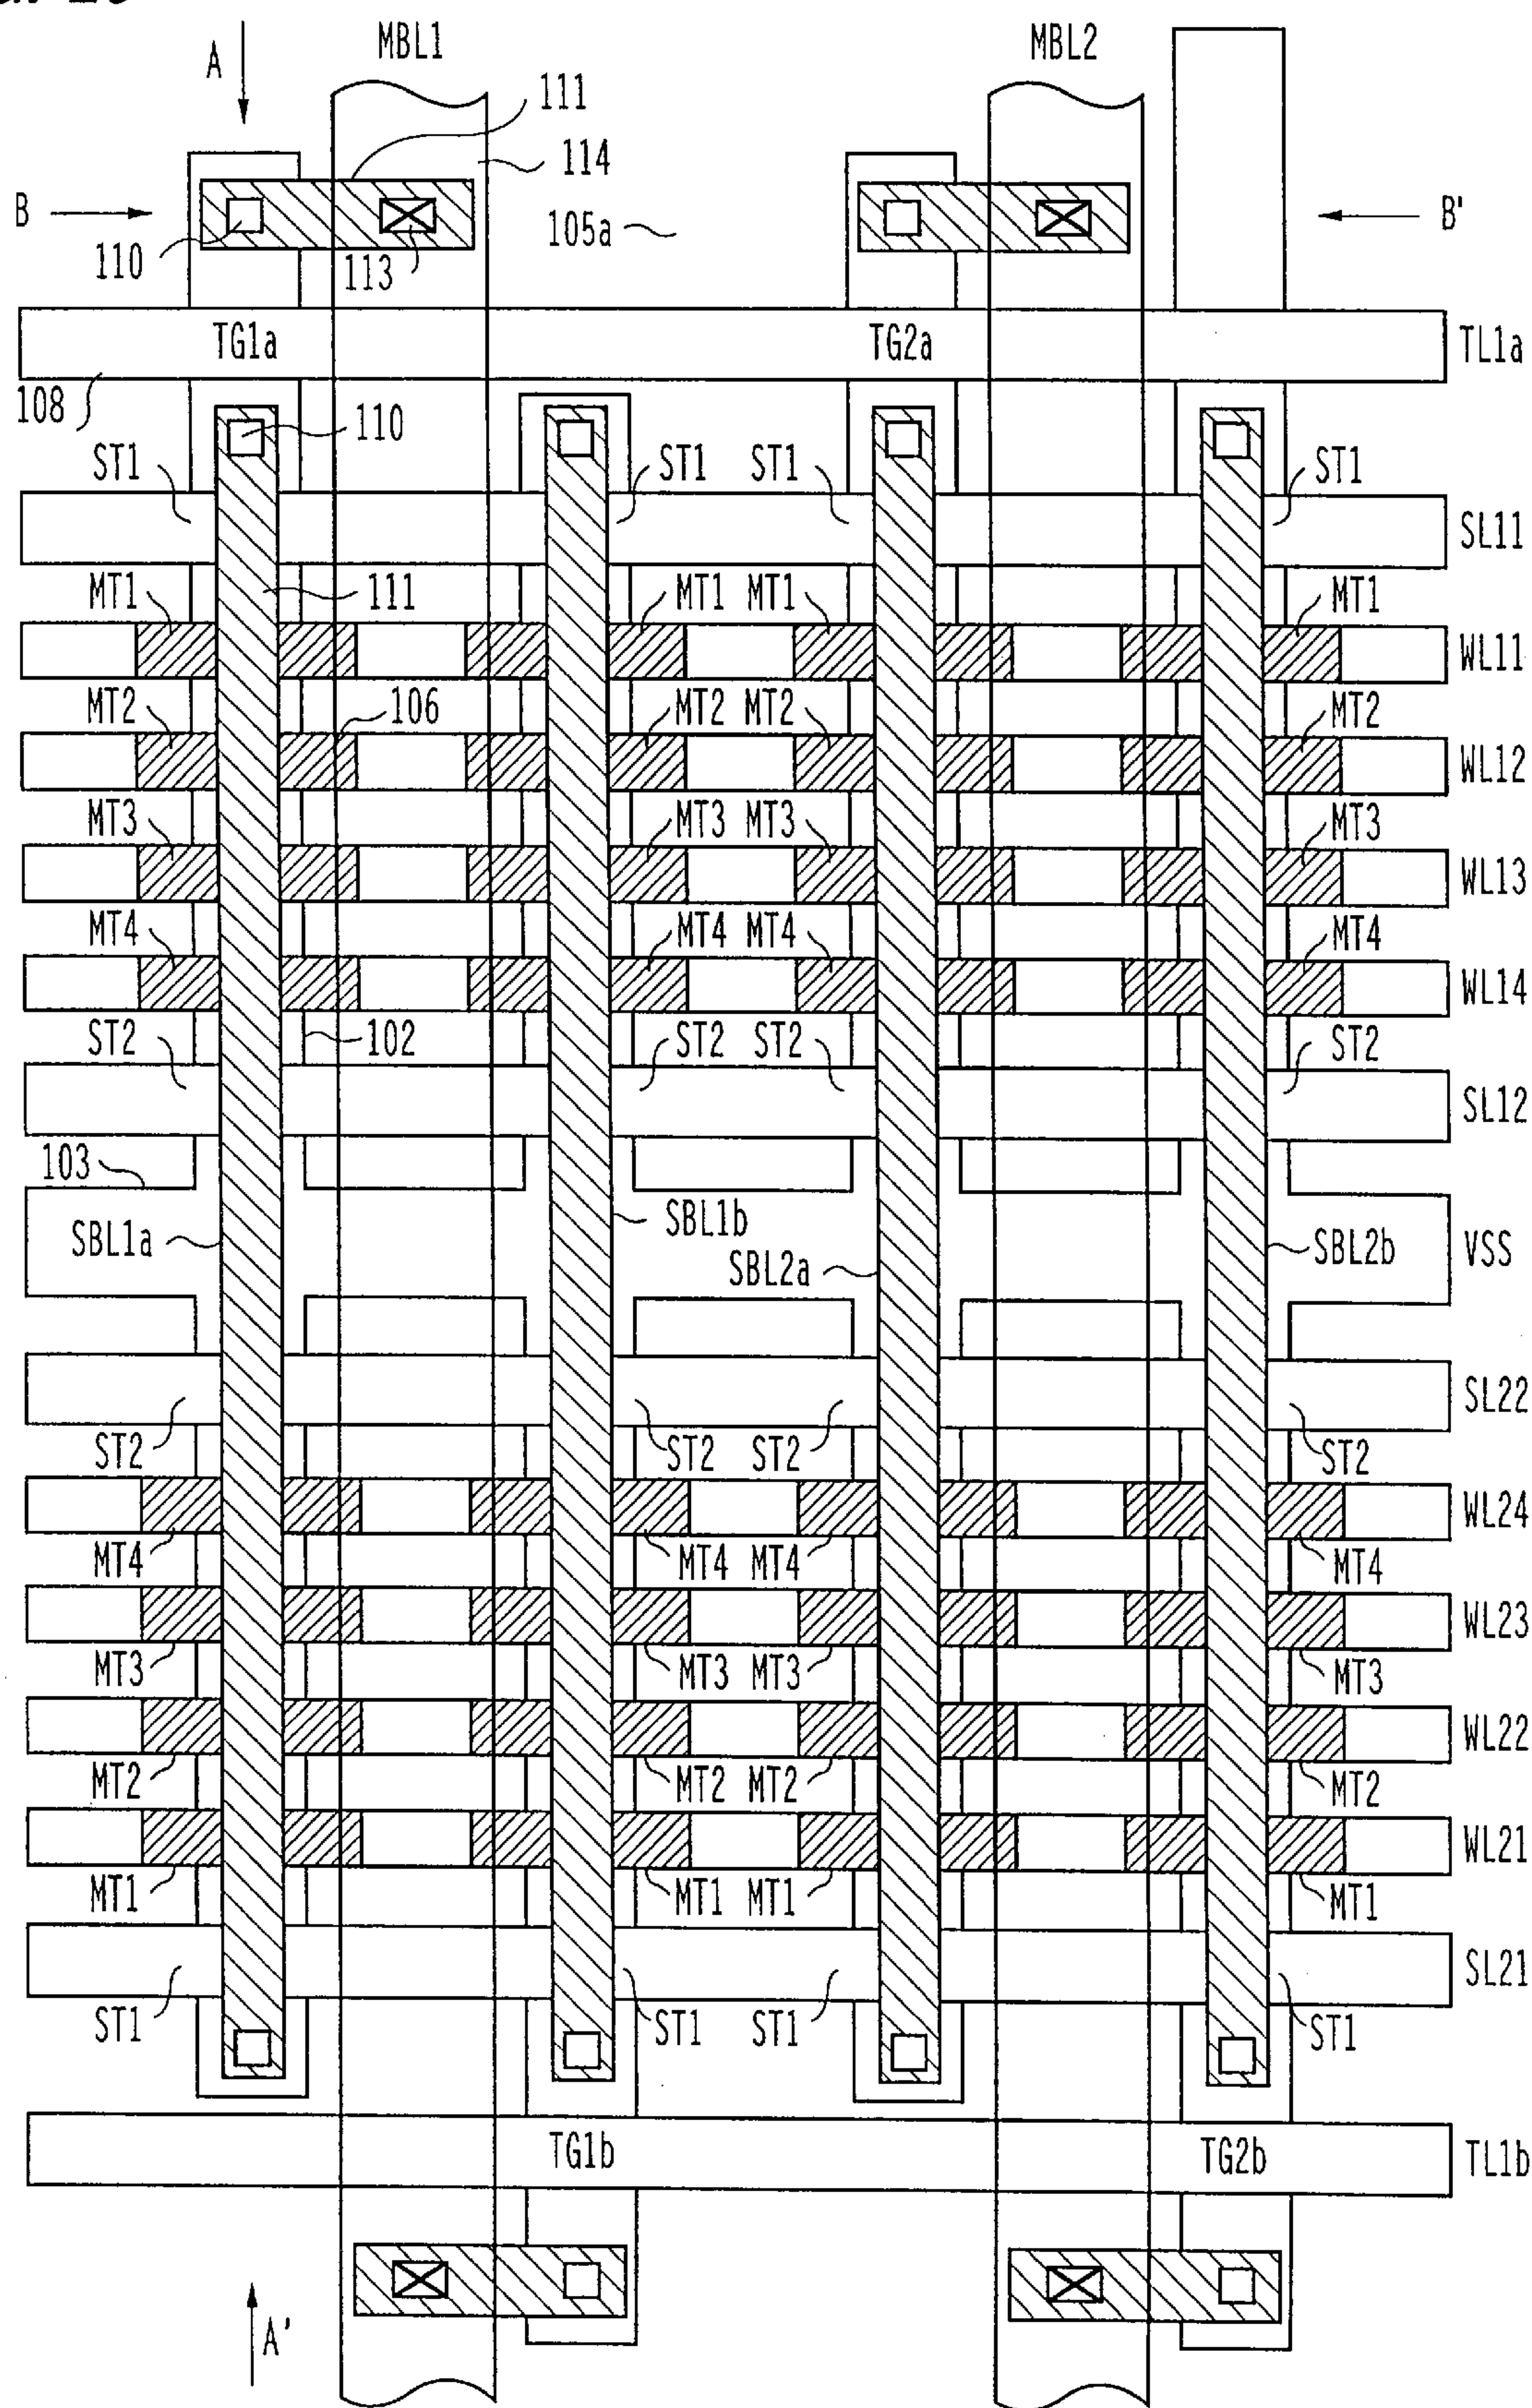 MBL1 MBL2
A
111
114
B 105a B'
110 113
TG1a TG2a TL1a
108
110
ST1 ST1 ST1 ST1
SL11
MT1 111 MT1 MT1 MT1
WL11
MT2 106 MT2 MT2 MT2
WL12
MT3 MT3 MT3 MT3
WL13
MT4 MT4 MT4 MT4
WL14
ST2 102 ST2 ST2 ST2
SL12
103
SBL1a SBL1b SBL2a SBL2b VSS
SL22
ST2 ST2 ST2 ST2
WL24
MT4 MT4 MT4 MT4
WL23
MT3 MT3 MT3 MT3
WL22
MT2 MT2 MT2 MT2
WL21
MT1 MT1 MT1 MT1
SL21
ST1 ST1 ST1 ST1
TG1b TG2b TL1b
A'